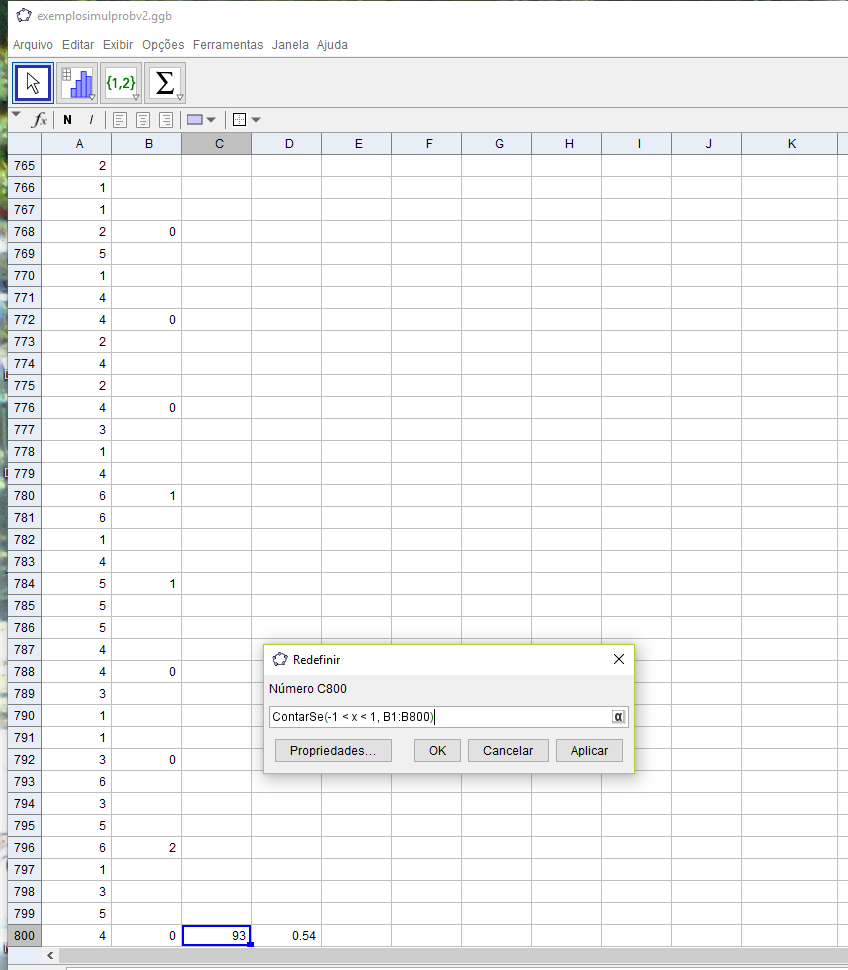 exemplosimulprobv2.ggb
Arquivo Editar Exibir Opções Ferramentas Janela Ajuda
{1,2} Σ
fx N I
A B C D E F G H I J K
765 2
766 1
767 1
768 2 0
769 5
770 1
771 4
772 4 0
773 2
774 4
775 2
776 4 0
777 3
778 1
779 4
780 6 1
781 6
782 1
783 4
784 5 1
785 5
786 5
787 4
788 4 0
789 3
790 1
791 1
792 3 0
793 6
794 3
795 5
796 6 2
797 1
798 3
799 5
800 4 0 93 0.54
Redefinir
Número C800
ContarSe(-1 < x < 1, B1:B800) α
Propriedades... OK Cancelar Aplicar